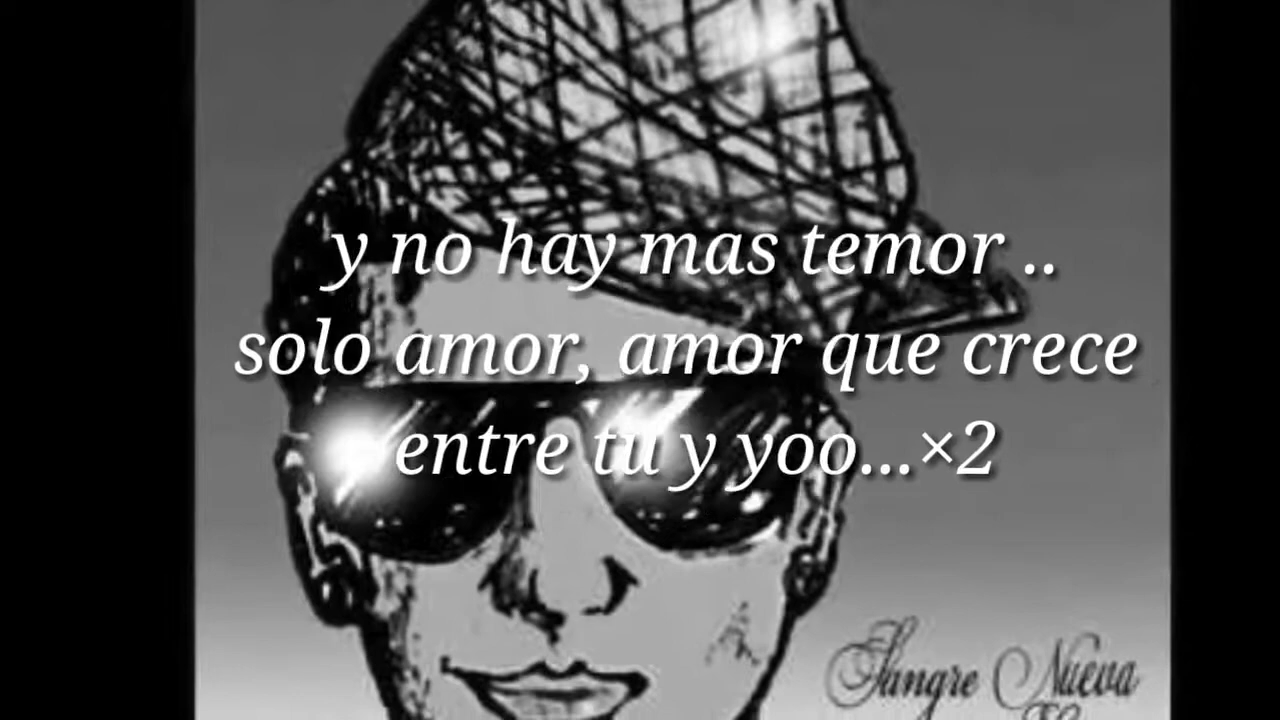 y no hay mas temor ..
solo amor, amor que crece
entre tu y yoo...×2
Sangre Nueva